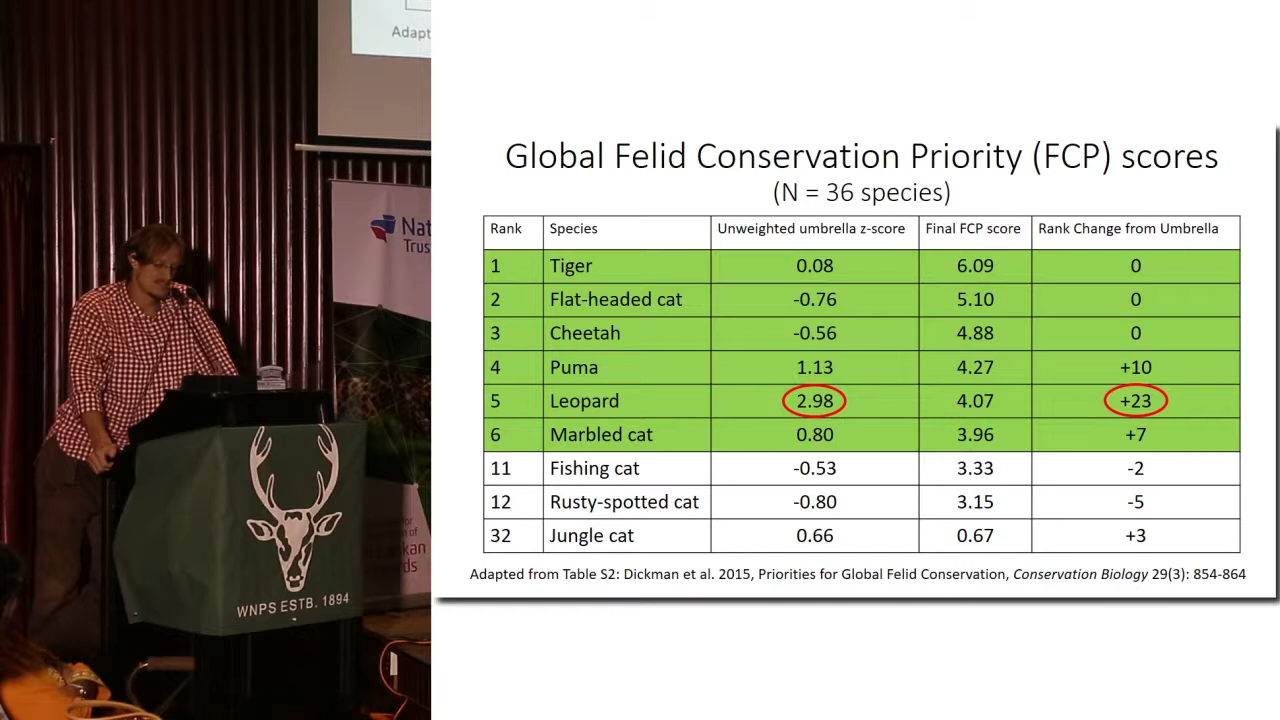 Adapt
Nat
Trus
WNPS ESTB. 1894
Global Felid Conservation Priority (FCP) scores
(N = 36 species)
Rank Species Unweighted umbrella z-score Final FCP score Rank Change from Umbrella
1 Tiger 0.08 6.09 0
2 Flat-headed cat -0.76 5.10 0
3 Cheetah -0.56 4.88 0
4 Puma 1.13 4.27 +10
5 Leopard 2.98 4.07 +23
6 Marbled cat 0.80 3.96 +7
11 Fishing cat -0.53 3.33 -2
12 Rusty-spotted cat -0.80 3.15 -5
32 Jungle cat 0.66 0.67 +3
Adapted from Table S2: Dickman et al. 2015, Priorities for Global Felid Conservation, Conservation Biology 29(3): 854-864